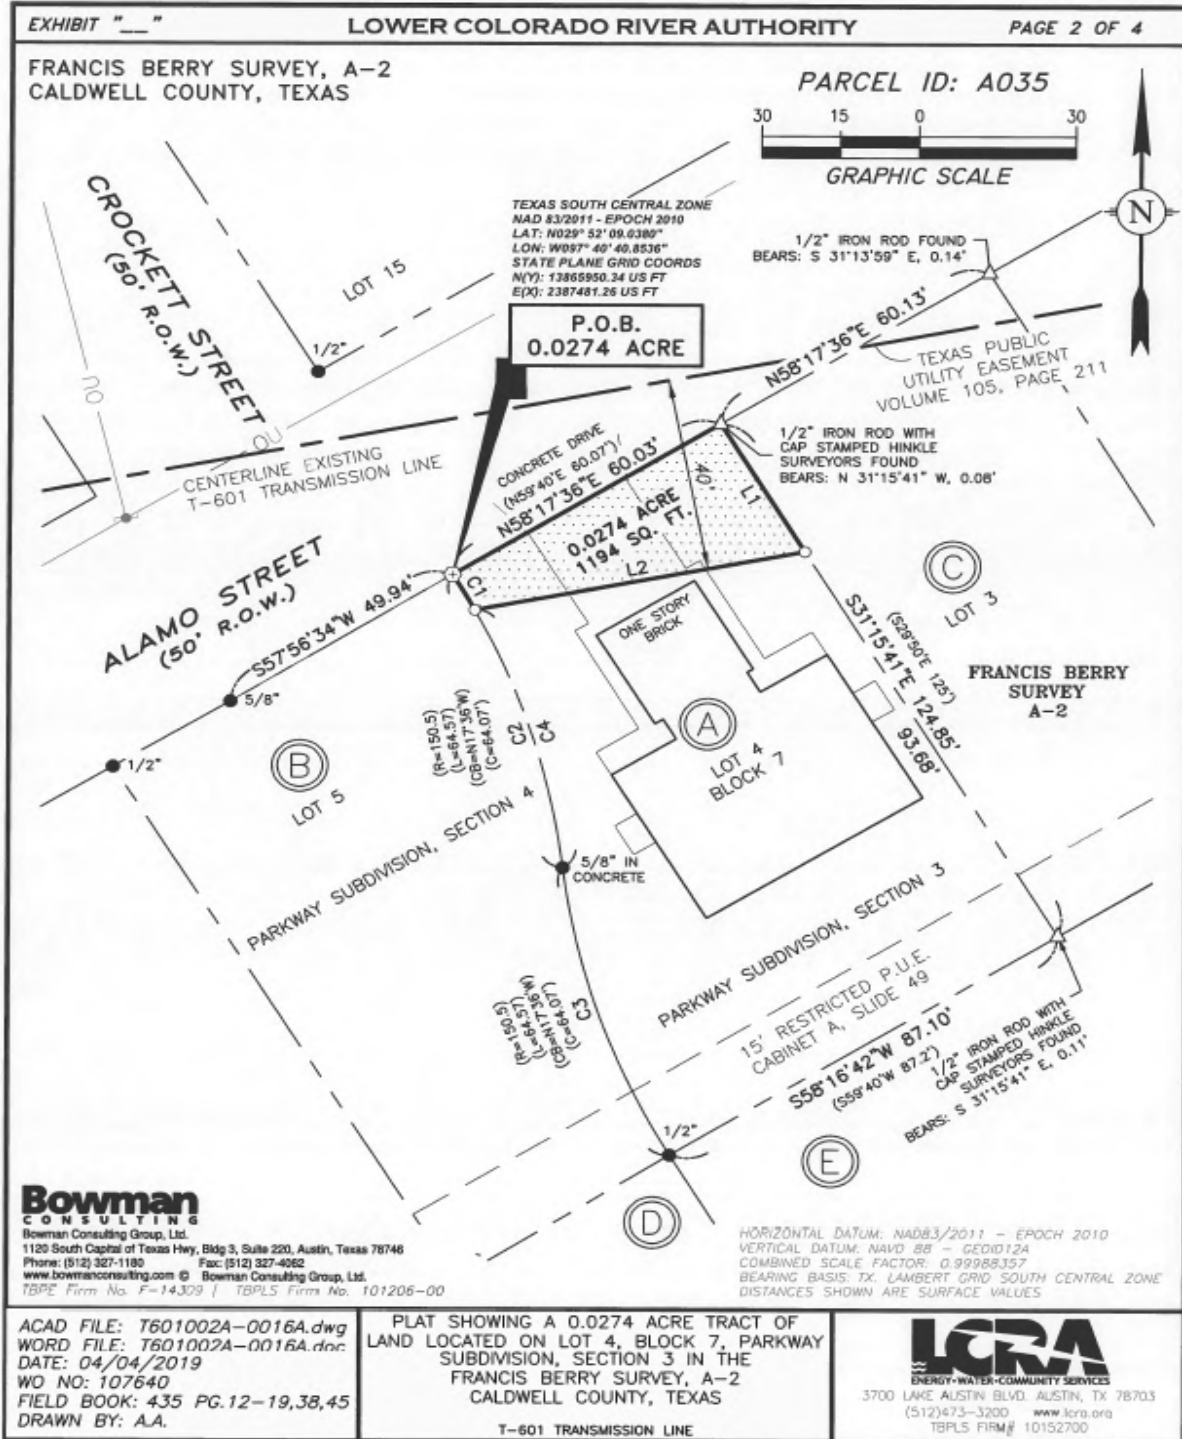 EXHIBIT "__"
LOWER COLORADO RIVER AUTHORITY
PAGE 2 OF 4
FRANCIS BERRY SURVEY, A-2
CALDWELL COUNTY, TEXAS
PARCEL ID: A035
30 15 0 30
GRAPHIC SCALE
N
TEXAS SOUTH CENTRAL ZONE
NAD 83/2011 - EPOCH 2010
LAT: N029° 52' 09.0380"
LON: W097° 40' 40.8536"
STATE PLANE GRID COORDS
N(Y): 13865950.34 US FT
E(X): 2387481.26 US FT
P.O.B.
0.0274 ACRE
CROCKETT STREET
(50' R.O.W.)
LOT 15
1/2"
OU
OU
CENTERLINE EXISTING
T-601 TRANSMISSION LINE
1/2" IRON ROD FOUND
BEARS: S 31°13'59" E, 0.14'
N58°17'36"E 60.13'
TEXAS PUBLIC
UTILITY EASEMENT
VOLUME 105, PAGE 211
1/2" IRON ROD WITH
CAP STAMPED HINKLE
SURVEYORS FOUND
BEARS: N 31°15'41" W, 0.08'
CONCRETE DRIVE
(N59°40'E 60.07')
N58°17'36"E 60.03'
0.0274 ACRE
1194 SQ. FT.
40'
L1
L2
C1
ALAMO STREET
(50' R.O.W.)
S57°56'34"W 49.94'
5/8"
1/2"
ONE STORY
BRICK
A
LOT 4
BLOCK 7
B
LOT 5
C
LOT 3
FRANCIS BERRY
SURVEY
A-2
(S29°50'E 125')
S31°15'41"E 124.85'
93.68'
(R=150.5)
(L=64.57)
(CB=N17°36'W)
(C=64.07')
C2
C4
PARKWAY SUBDIVISION, SECTION 4
5/8" IN
CONCRETE
PARKWAY SUBDIVISION, SECTION 3
15' RESTRICTED P.U.E.
CABINET A, SLIDE 49
(R=150.5)
(L=64.57)
(CB=N17°36'W)
(C=64.07')
C3
S58°16'42"W 87.10'
(S59°40'W 87.2')
1/2" IRON ROD WITH
CAP STAMPED HINKLE
SURVEYORS FOUND
BEARS: S 31°15'41" E, 0.11'
1/2"
E
D
Bowman
CONSULTING
Bowman Consulting Group, Ltd.
1120 South Capital of Texas Hwy, Bldg 3, Suite 220, Austin, Texas 78746
Phone: (512) 327-1180 Fax: (512) 327-4062
www.bowmanconsulting.com © Bowman Consulting Group, Ltd.
TBPE Firm No. F-14309 | TBPLS Firm No. 101206-00
HORIZONTAL DATUM: NAD83/2011 - EPOCH 2010
VERTICAL DATUM: NAVD 88 - GEOID12A
COMBINED SCALE FACTOR: 0.99988357
BEARING BASIS: TX. LAMBERT GRID SOUTH CENTRAL ZONE
DISTANCES SHOWN ARE SURFACE VALUES
ACAD FILE: T601002A-0016A.dwg
WORD FILE: T601002A-0016A.doc
DATE: 04/04/2019
WO NO: 107640
FIELD BOOK: 435 PG.12-19,38,45
DRAWN BY: A.A.
PLAT SHOWING A 0.0274 ACRE TRACT OF
LAND LOCATED ON LOT 4, BLOCK 7, PARKWAY
SUBDIVISION, SECTION 3 IN THE
FRANCIS BERRY SURVEY, A-2
CALDWELL COUNTY, TEXAS
T-601 TRANSMISSION LINE
LCRA
ENERGY·WATER·COMMUNITY SERVICES
3700 LAKE AUSTIN BLVD. AUSTIN, TX 78703
(512)473-3200 www.lcra.org
TBPLS FIRM# 10152700